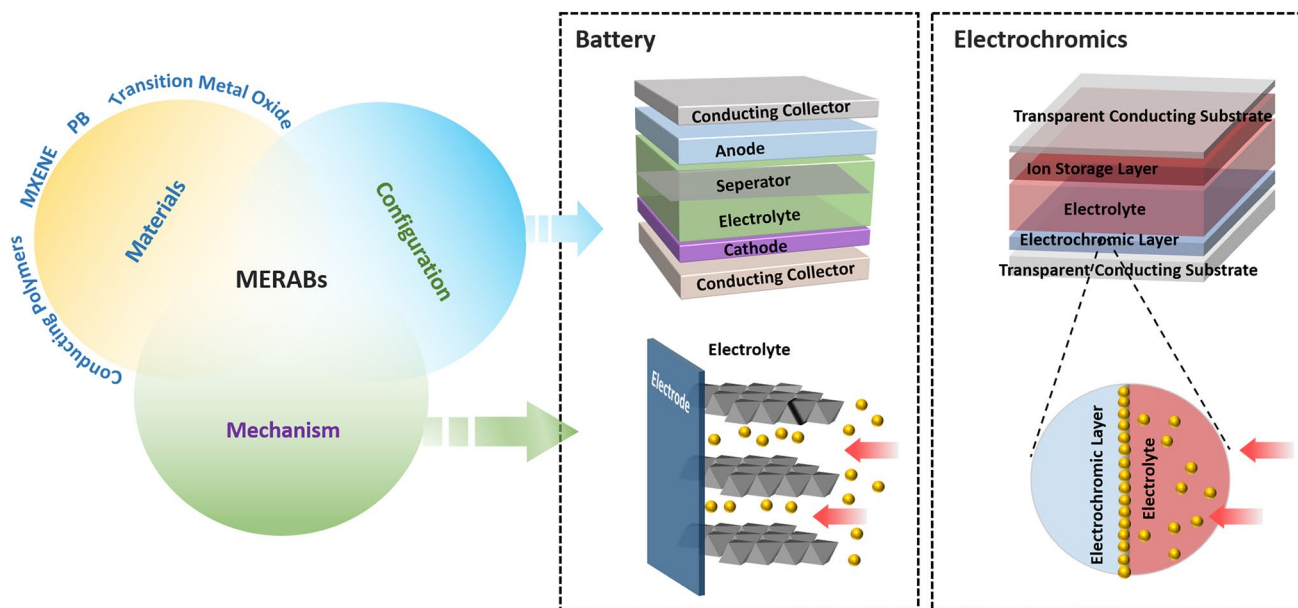 Transition Metal Oxide
PB
MXENE
Conducting Polymers
Materials
Configuration
MERABs
Mechanism
Battery
Conducting Collector
Anode
Seperator
Electrolyte
Cathode
Conducting Collector
Electrolyte
Electrode
Electrochromics
Transparent Conducting Substrate
Ion Storage Layer
Electrolyte
Electrochromic Layer
Transparent Conducting Substrate
Electrochromic Layer
Electrolyte